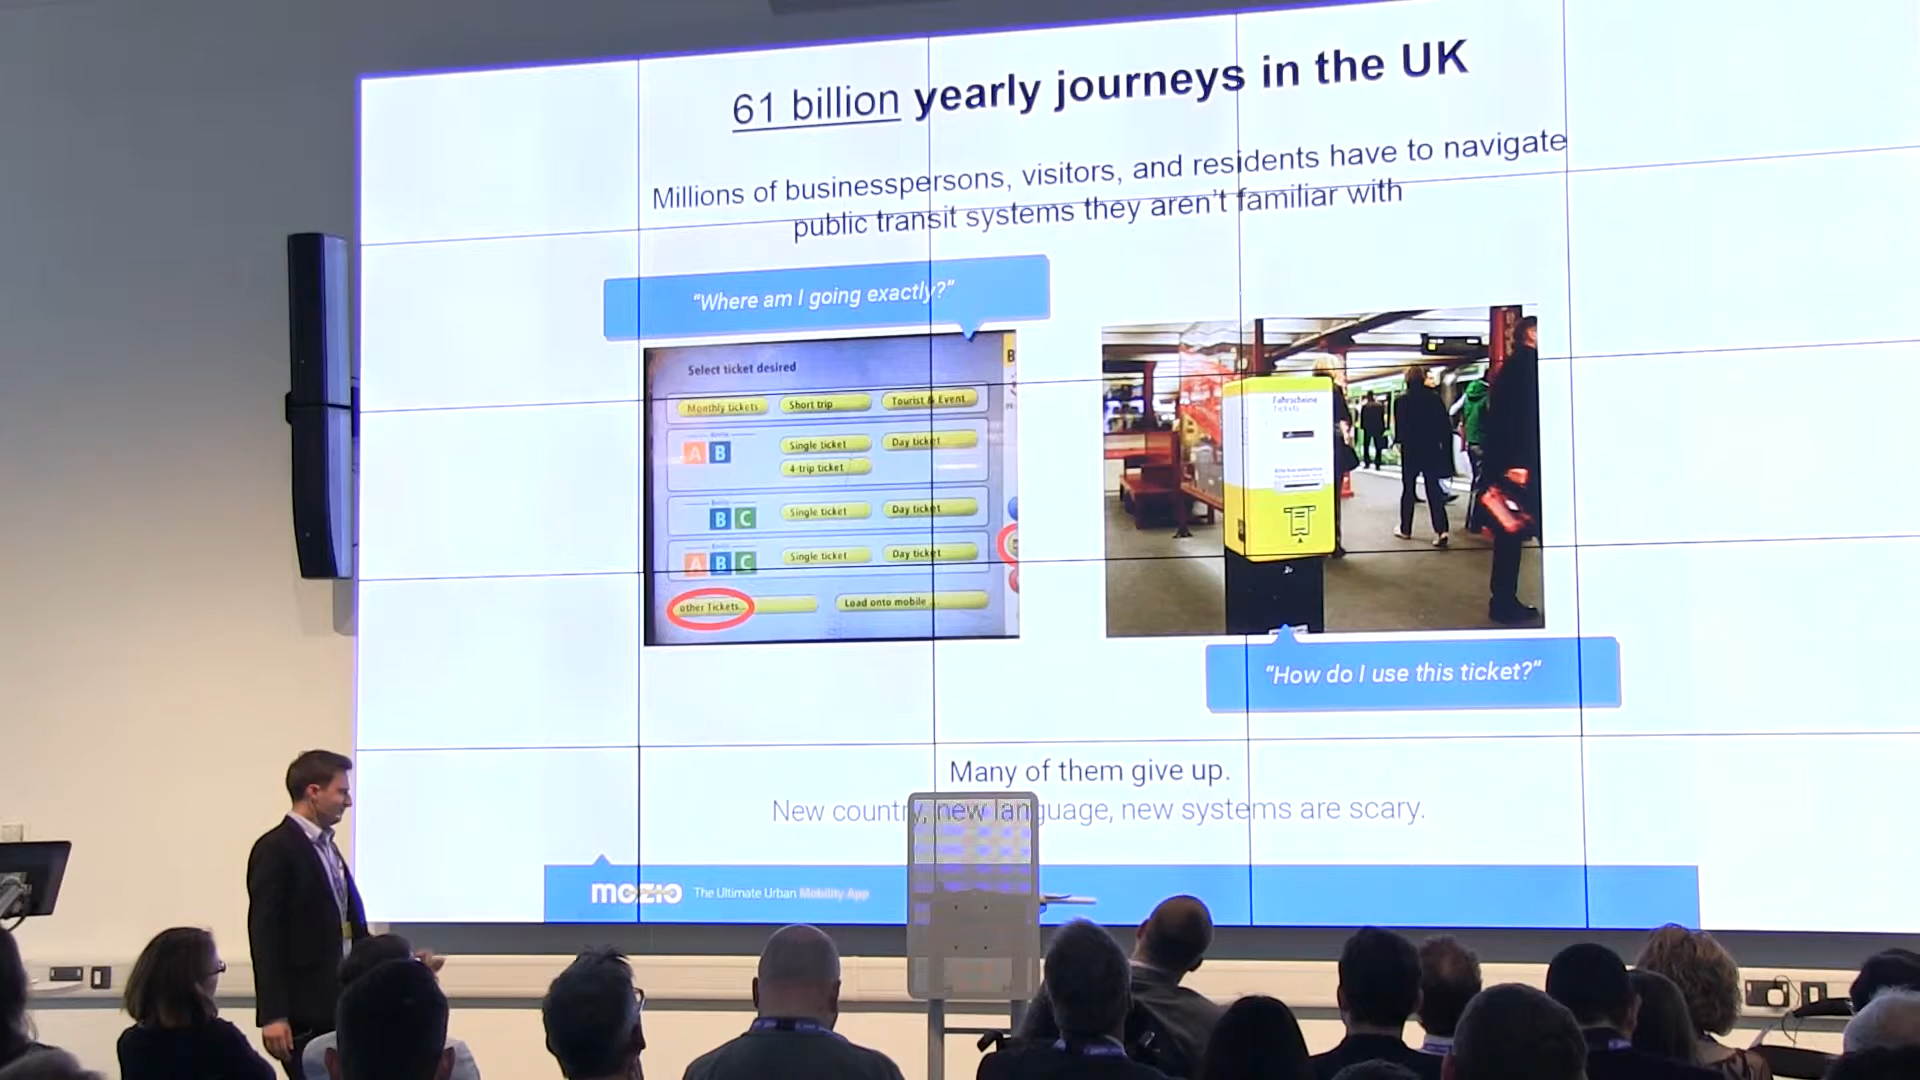 61 billion yearly journeys in the UK
Millions of businesspersons, visitors, and residents have to navigate
public transit systems they aren't familiar with
"Where am I going exactly?"
Select ticket desired
Monthly tickets
Short trip
Tourist & Event
Berlin
A B
Single ticket
Day ticket
4-trip ticket
B C
Single ticket
Day ticket
A B C
Single ticket
Day ticket
other Tickets...
Load onto mobile ...
B
Fahrscheine
Tickets
"How do I use this ticket?"
Many of them give up.
New country, new language, new systems are scary.
mozio The Ultimate Urban Mobility App